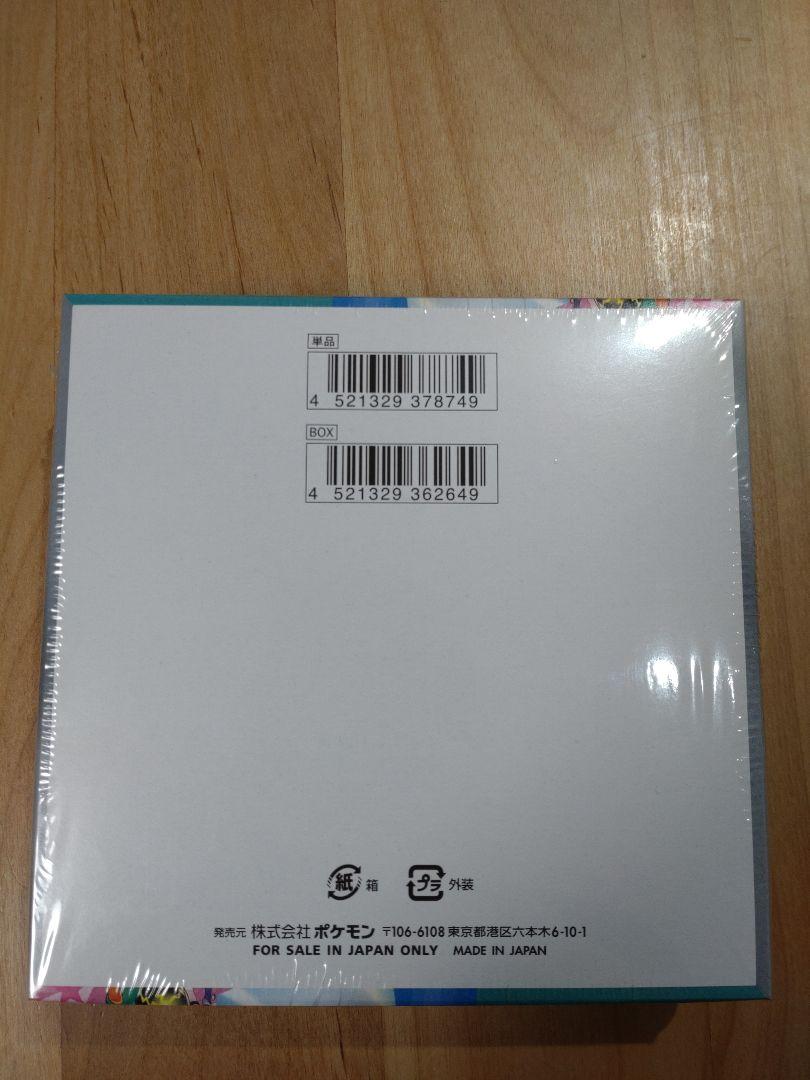 単品
4 521329 378749
BOX
4 521329 362649
紙 箱 プラ 外装
発売元 株式会社ポケモン 〒106-6108 東京都港区六本木6-10-1
FOR SALE IN JAPAN ONLY MADE IN JAPAN